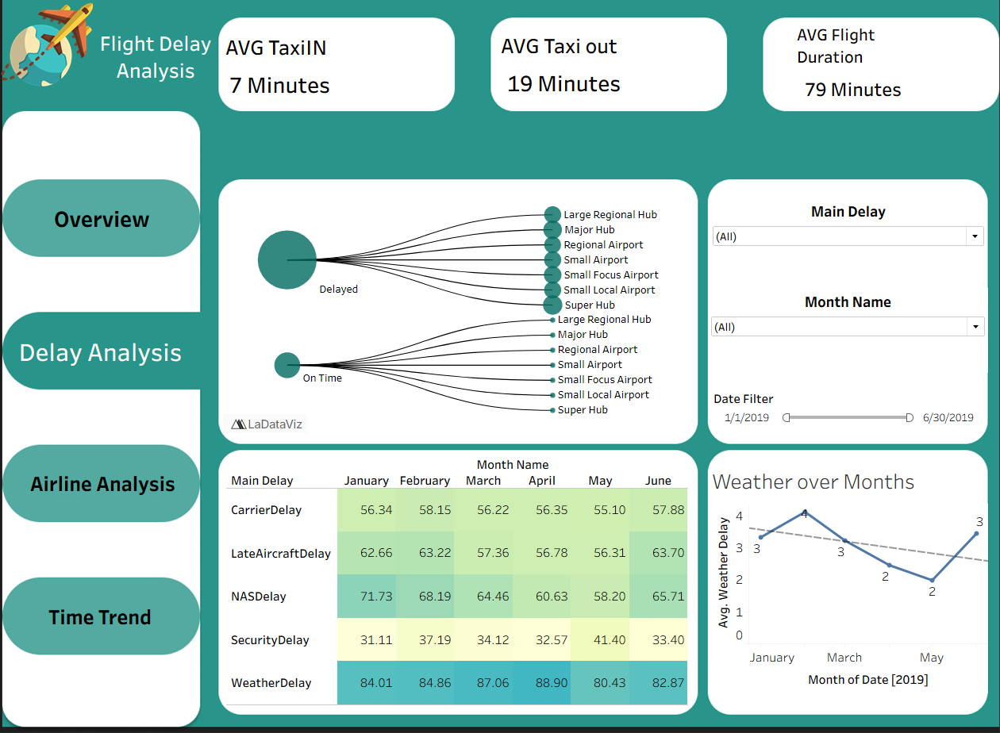 Flight Delay
Analysis
AVG TaxiIN
7 Minutes
AVG Taxi out
19 Minutes
AVG Flight
Duration
79 Minutes
Overview
Delay Analysis
Airline Analysis
Time Trend
Delayed
Large Regional Hub
Major Hub
Regional Airport
Small Airport
Small Focus Airport
Small Local Airport
Super Hub
On Time
Large Regional Hub
Major Hub
Regional Airport
Small Airport
Small Focus Airport
Small Local Airport
Super Hub
LaDataViz
Main Delay
(All)
Month Name
(All)
Date Filter
1/1/2019 6/30/2019
Month Name
Main Delay January February March April May June
CarrierDelay 56.34 58.15 56.22 56.35 55.10 57.88
LateAircraftDelay 62.66 63.22 57.36 56.78 56.31 63.70
NASDelay 71.73 68.19 64.46 60.63 58.20 65.71
SecurityDelay 31.11 37.19 34.12 32.57 41.40 33.40
WeatherDelay 84.01 84.86 87.06 88.90 80.43 82.87
Weather over Months
Avg. Weather Delay
4
3
2
1
0
3
4
3
2
2
3
January March May
Month of Date [2019]